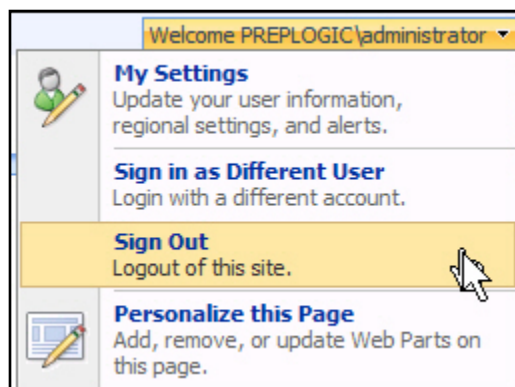 Welcome PREPLOGIC\administrator
My Settings
Update your user information,
regional settings, and alerts.
Sign in as Different User
Login with a different account.
Sign Out
Logout of this site.
Personalize this Page
Add, remove, or update Web Parts on
this page.